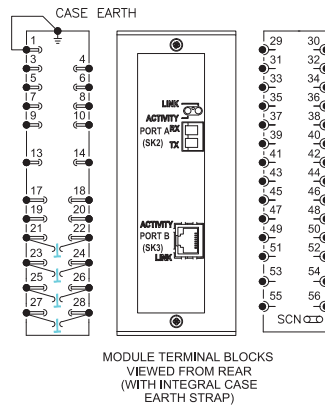 CASE EARTH
1
3 4
5 6
7 8
9 10
13 14
17 18
19 20
21 22
23 24
25 26
27 28
LINK
ACTIVITY
PORT A RX
(SK2) TX
ACTIVITY
PORT B
(SK3)
LINK
29 30
31 32
33 34
35 36
37 38
39 40
41 42
43 44
45 46
47 48
49 50
51 52
53 54
55 56
SCN
MODULE TERMINAL BLOCKS
VIEWED FROM REAR
(WITH INTEGRAL CASE
EARTH STRAP)